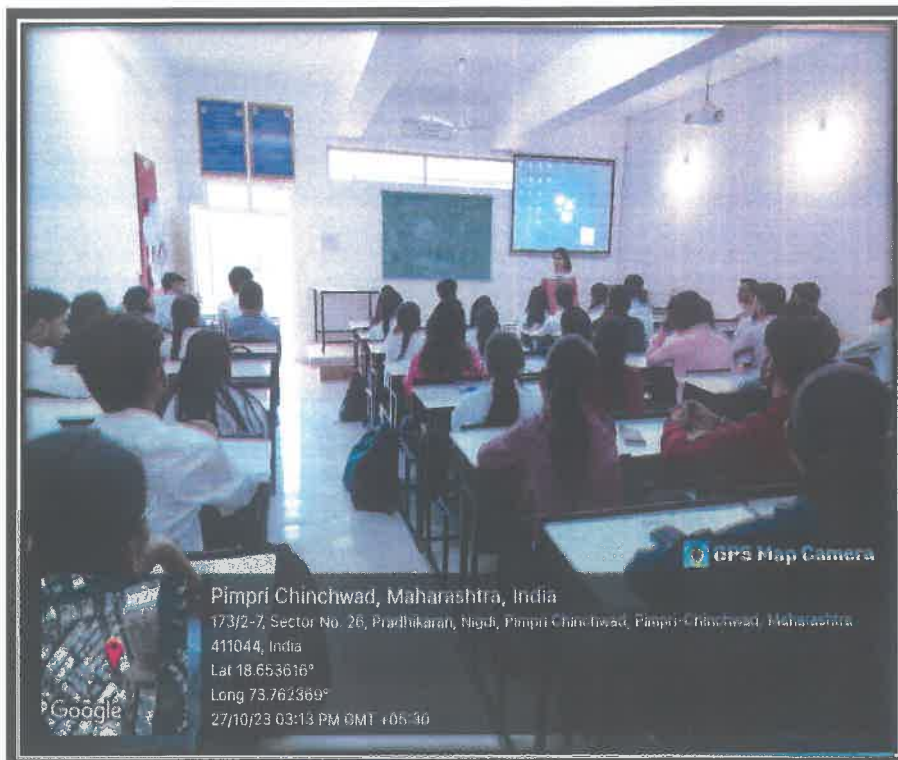 GPS Map Camera
Pimpri Chinchwad, Maharashtra, India
173/2-7, Sector No. 26, Pradhikaran, Nigdi, Pimpri Chinchwad, Pimpri-Chinchwad, Maharashtra
411044, India
Lat 18.653616°
Long 73.762369°
27/10/23 03:13 PM GMT +05:30
Google